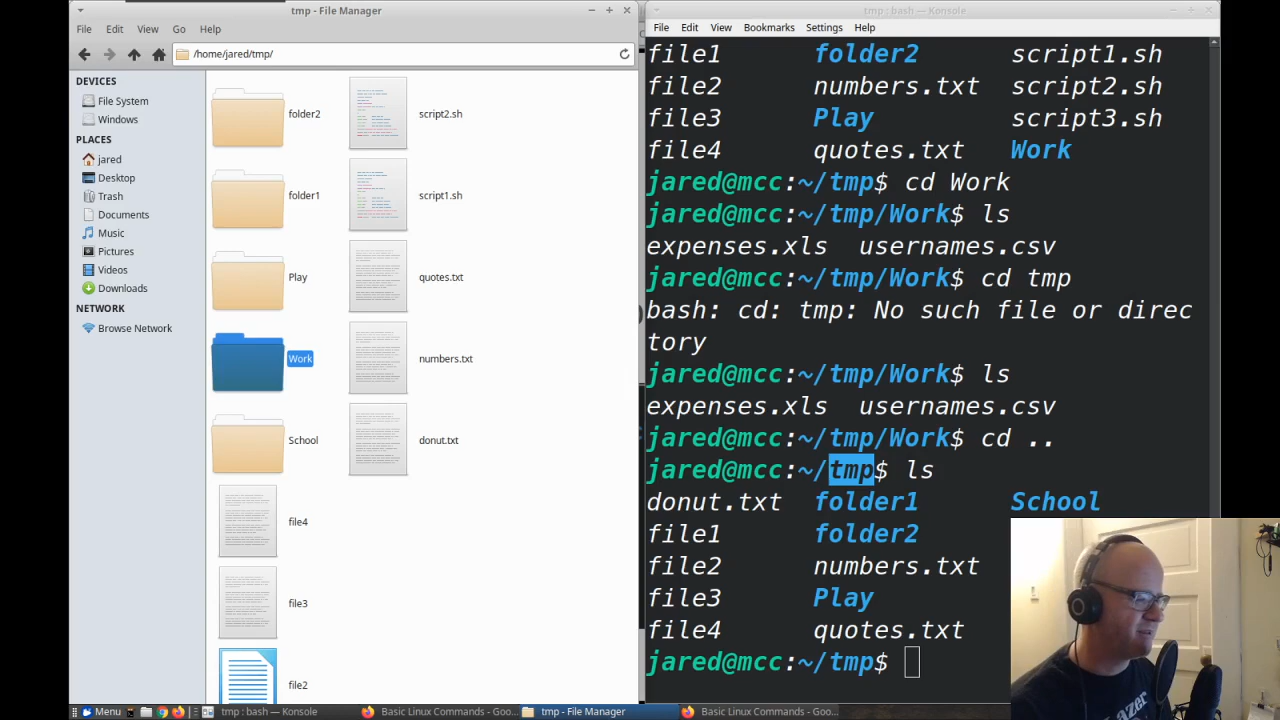 tmp - File Manager
File Edit View Go Help
/home/jared/tmp/
DEVICES
File System
Windows
PLACES
jared
Desktop
Trash
Documents
Music
Pictures
Videos
Downloads
NETWORK
Browse Network
folder2
folder1
Play
Work
School
file4
file3
file2
script2.sh
script1.sh
quotes.txt
numbers.txt
donut.txt
tmp : bash — Konsole
File Edit View Bookmarks Settings Help
file1 folder2 script1.sh
file2 numbers.txt script2.sh
file3 Play script3.sh
file4 quotes.txt Work
jared@mcc:~/tmp$ cd Work
jared@mcc:~/tmp/Work$ ls
expenses.xls usernames.csv
jared@mcc:~/tmp/Work$ cd tmp
bash: cd: tmp: No such file or direc
tory
jared@mcc:~/tmp/Work$ ls
expenses.xls usernames.csv
jared@mcc:~/tmp/Work$ cd ..
jared@mcc:~/tmp$ ls
donut.txt folder1 School
file1 folder2
file2 numbers.txt
file3 Play
file4 quotes.txt
jared@mcc:~/tmp$
Menu tmp : bash — Konsole Basic Linux Commands - Goo... tmp - File Manager Basic Linux Commands - Goo...